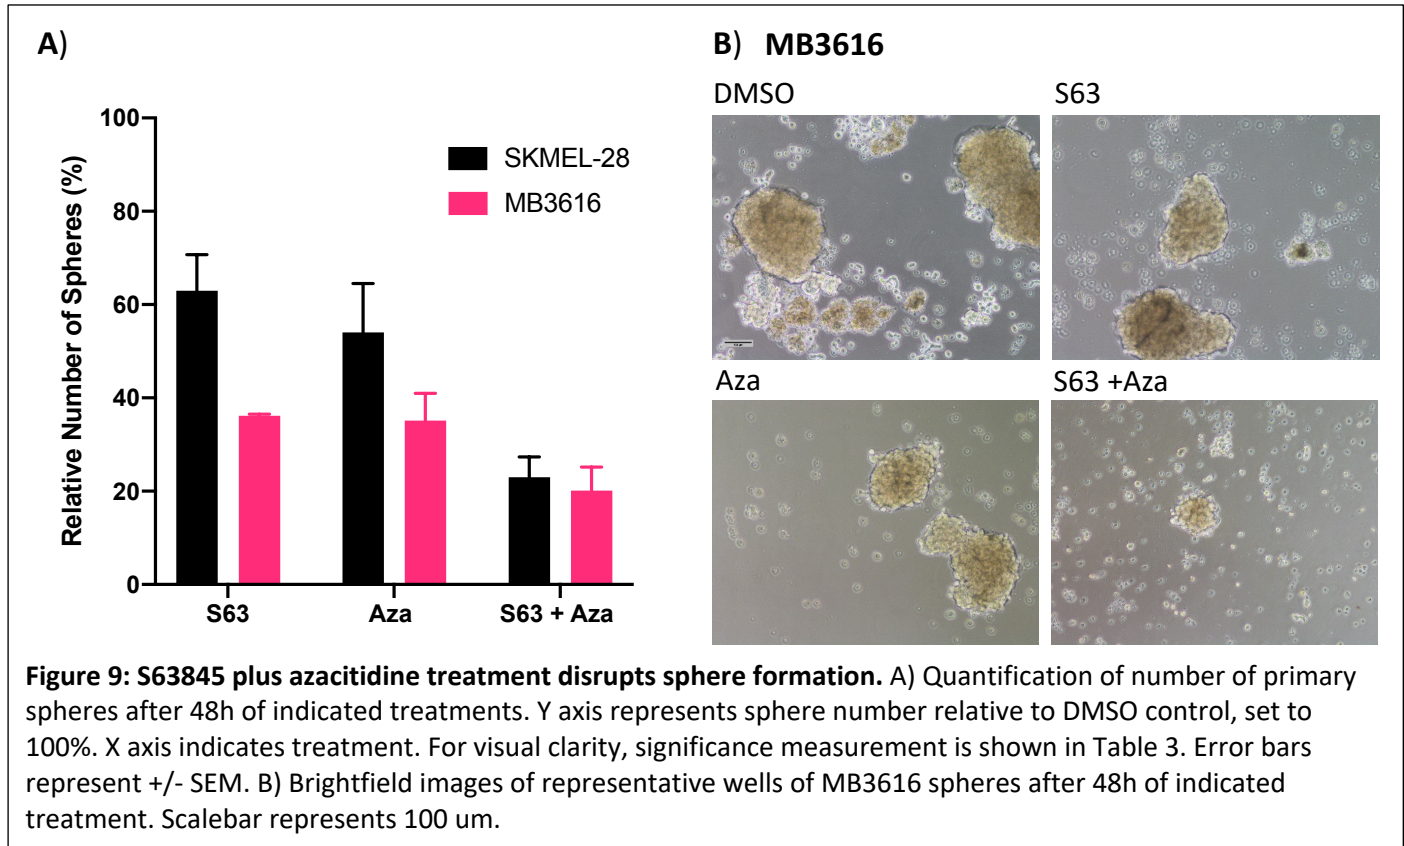 A)
100
80
60
40
20
0
Relative Number of Spheres (%)
SKMEL-28
MB3616
S63
Aza
S63 + Aza
B) MB3616
DMSO
S63
Aza
S63 +Aza
Figure 9: S63845 plus azacitidine treatment disrupts sphere formation. A) Quantification of number of primary
spheres after 48h of indicated treatments. Y axis represents sphere number relative to DMSO control, set to
100%. X axis indicates treatment. For visual clarity, significance measurement is shown in Table 3. Error bars
represent +/- SEM. B) Brightfield images of representative wells of MB3616 spheres after 48h of indicated
treatment. Scalebar represents 100 um.